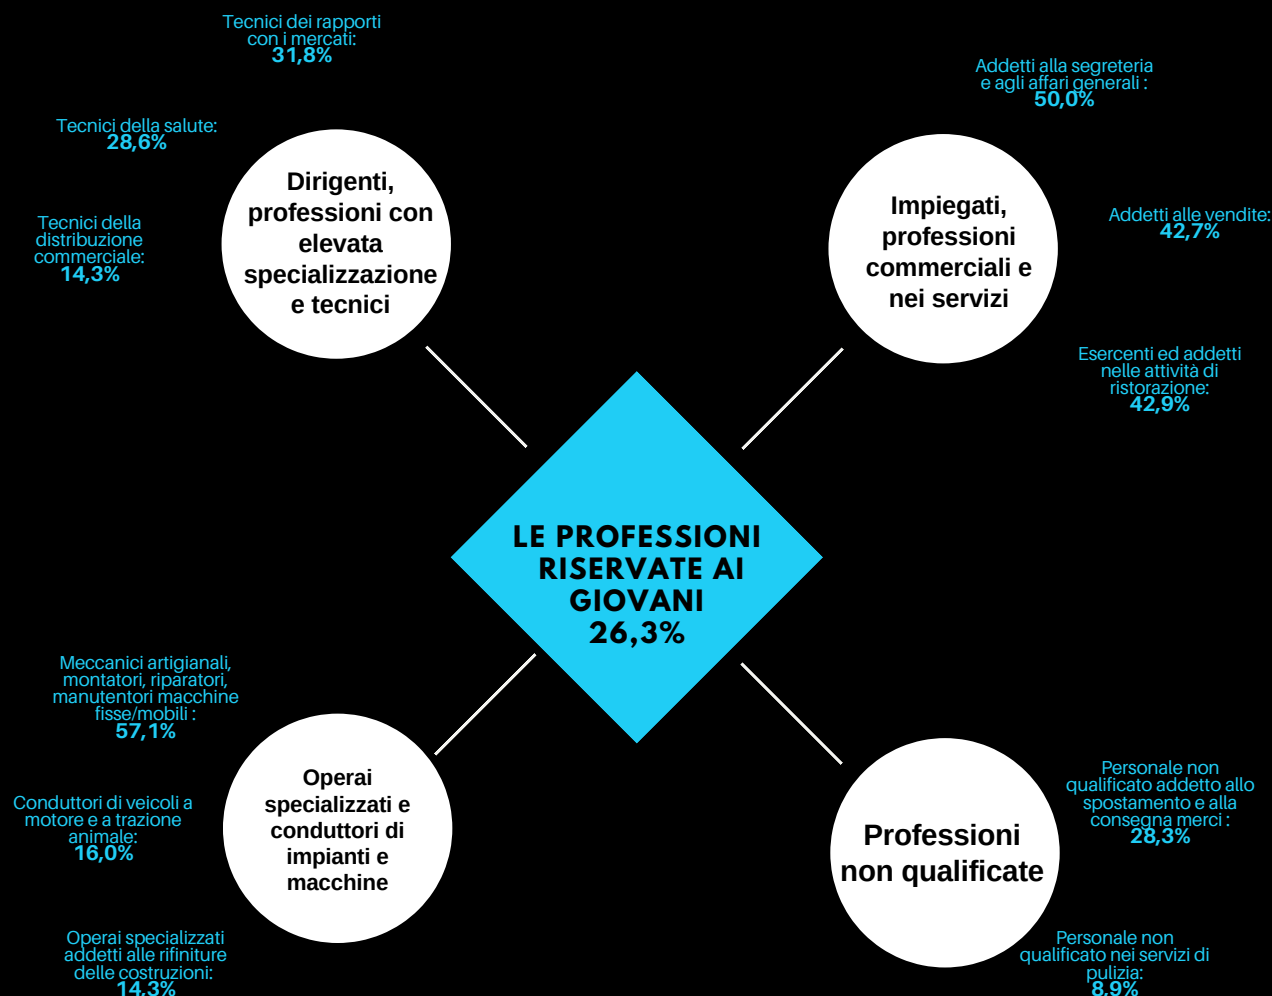 Tecnici dei rapporti
con i mercati:
31,8%
Tecnici della salute:
28,6%
Tecnici della
distribuzione
commerciale:
14,3%
Dirigenti,
professioni con
elevata
specializzazione
e tecnici
Addetti alla segreteria
e agli affari generali :
50,0%
Addetti alle vendite:
42,7%
Esercenti ed addetti
nelle attività di
ristorazione:
42,9%
Impiegati,
professioni
commerciali e
nei servizi
LE PROFESSIONI
RISERVATE AI
GIOVANI
26,3%
Meccanici artigianali,
montatori, riparatori,
manutentori macchine
fisse/mobili :
57,1%
Conduttori di veicoli a
motore e a trazione
animale:
16,0%
Operai specializzati
addetti alle rifiniture
delle costruzioni:
14,3%
Operai
specializzati e
conduttori di
impianti e
macchine
Professioni
non qualificate
Personale non
qualificato addetto allo
spostamento e alla
consegna merci :
28,3%
Personale non
qualificato nei servizi di
pulizia:
8,9%